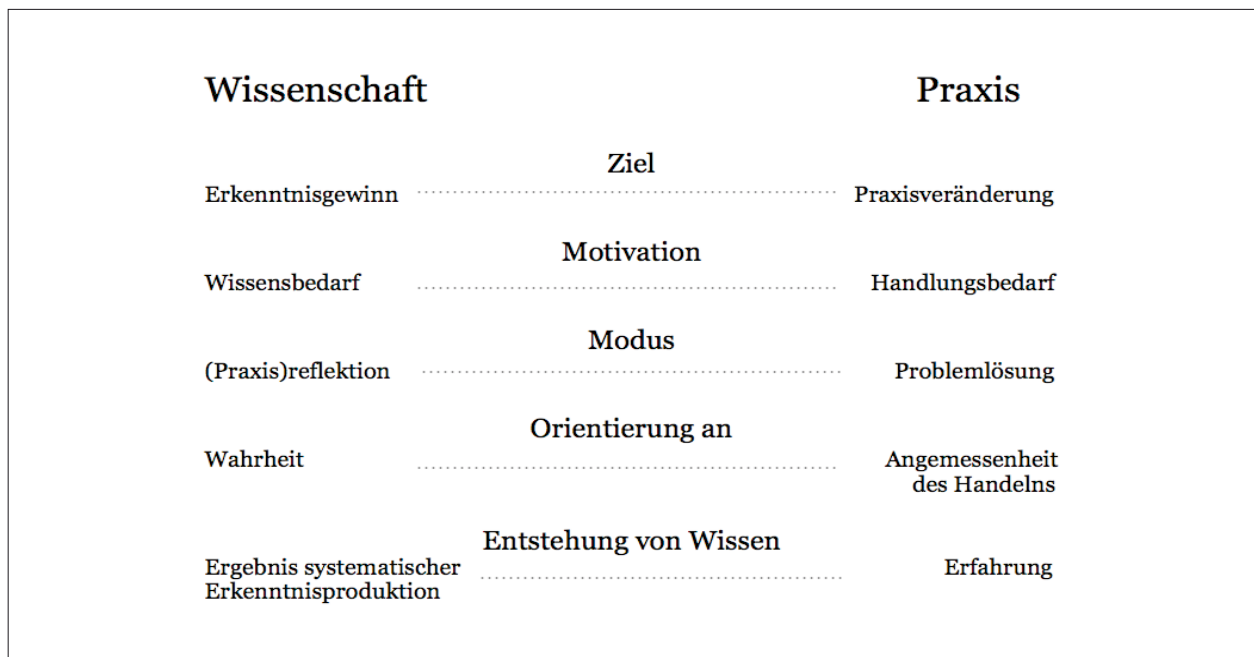 Wissenschaft Praxis
Ziel
Erkenntnisgewinn Praxisveränderung
Motivation
Wissensbedarf Handlungsbedarf
Modus
(Praxis)reflektion Problemlösung
Orientierung an
Wahrheit Angemessenheit
des Handelns
Entstehung von Wissen
Ergebnis systematischer Erfahrung
Erkenntnisproduktion